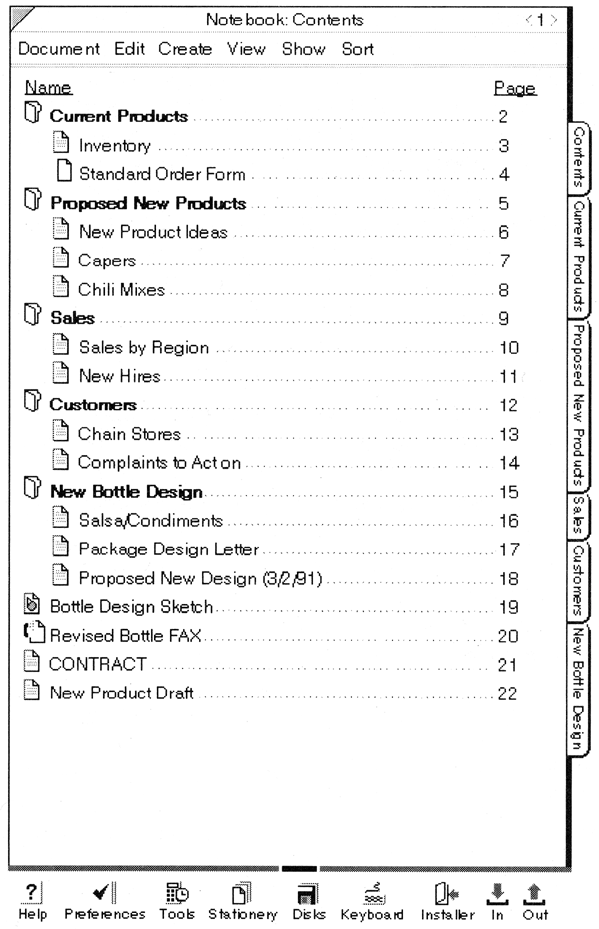 Notebook: Contents < 1 >
Document Edit Create View Show Sort
Name Page
Current Products 2
Inventory 3
Standard Order Form 4
Proposed New Products 5
New Product Ideas 6
Capers 7
Chili Mixes 8
Sales 9
Sales by Region 10
New Hires 11
Customers 12
Chain Stores 13
Complaints to Act on 14
New Bottle Design 15
Salsa/Condiments 16
Package Design Letter 17
Proposed New Design (3/2/91) 18
Bottle Design Sketch 19
Revised Bottle FAX 20
CONTRACT 21
New Product Draft 22
Contents
Current Products
Proposed New Products
Sales
Customers
New Bottle Design
? 
Help Preferences Tools Stationery Disks Keyboard Installer In Out